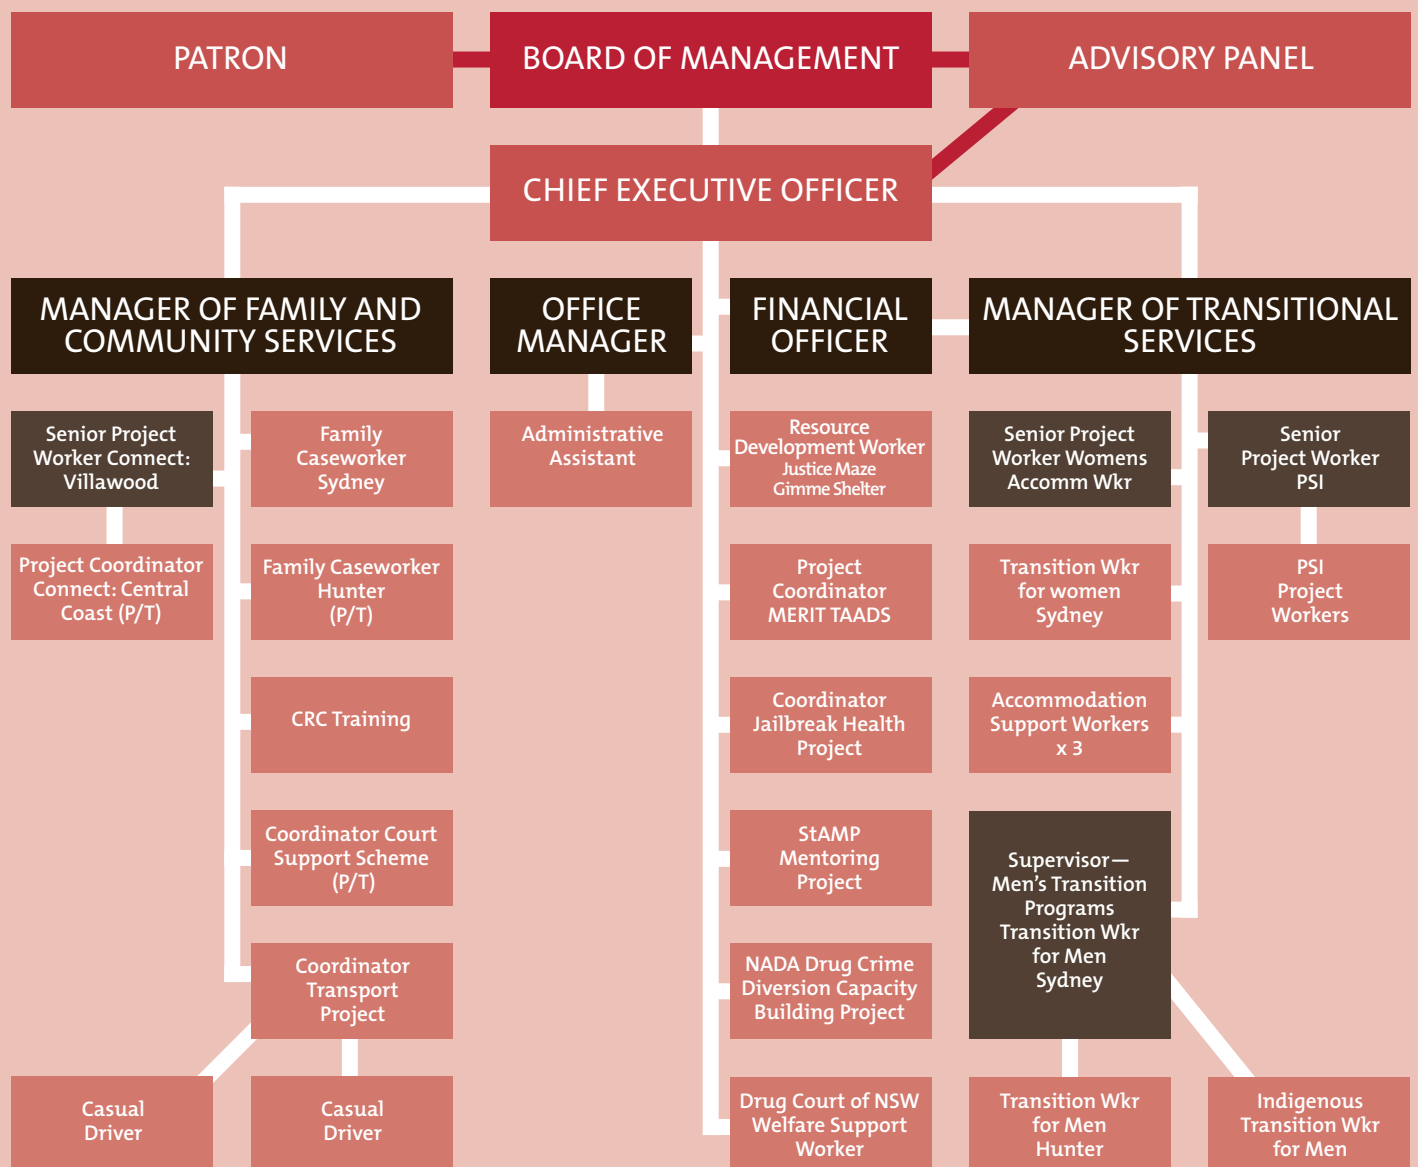 PATRON
BOARD OF MANAGEMENT
ADVISORY PANEL
CHIEF EXECUTIVE OFFICER
MANAGER OF FAMILY AND
COMMUNITY SERVICES
OFFICE
MANAGER
FINANCIAL
OFFICER
MANAGER OF TRANSITIONAL
SERVICES
Senior Project
Worker Connect:
Villawood
Family
Caseworker
Sydney
Administrative
Assistant
Resource
Development Worker
Justice Maze
Gimme Shelter
Senior Project
Worker Womens
Accomm Wkr
Senior
Project Worker
PSI
Project Coordinator
Connect: Central
Coast (P/T)
Family Caseworker
Hunter
(P/T)
Project
Coordinator
MERIT TAADS
Transition Wkr
for women
Sydney
PSI
Project
Workers
CRC Training
Coordinator
Jailbreak Health
Project
Accommodation
Support Workers
x 3
Coordinator Court
Support Scheme
(P/T)
StAMP
Mentoring
Project
Supervisor—
Men's Transition
Programs
Transition Wkr
for Men
Sydney
Coordinator
Transport
Project
NADA Drug Crime
Diversion Capacity
Building Project
Casual
Driver
Casual
Driver
Drug Court of NSW
Welfare Support
Worker
Transition Wkr
for Men
Hunter
Indigenous
Transition Wkr
for Men